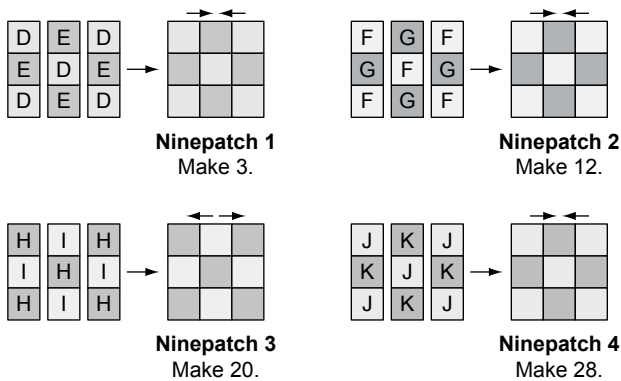 D E D
E D E
D E D
Ninepatch 1
Make 3.
F G F
G F G
F G F
Ninepatch 2
Make 12.
H I H
I H I
H I H
Ninepatch 3
Make 20.
J K J
K J K
J K J
Ninepatch 4
Make 28.